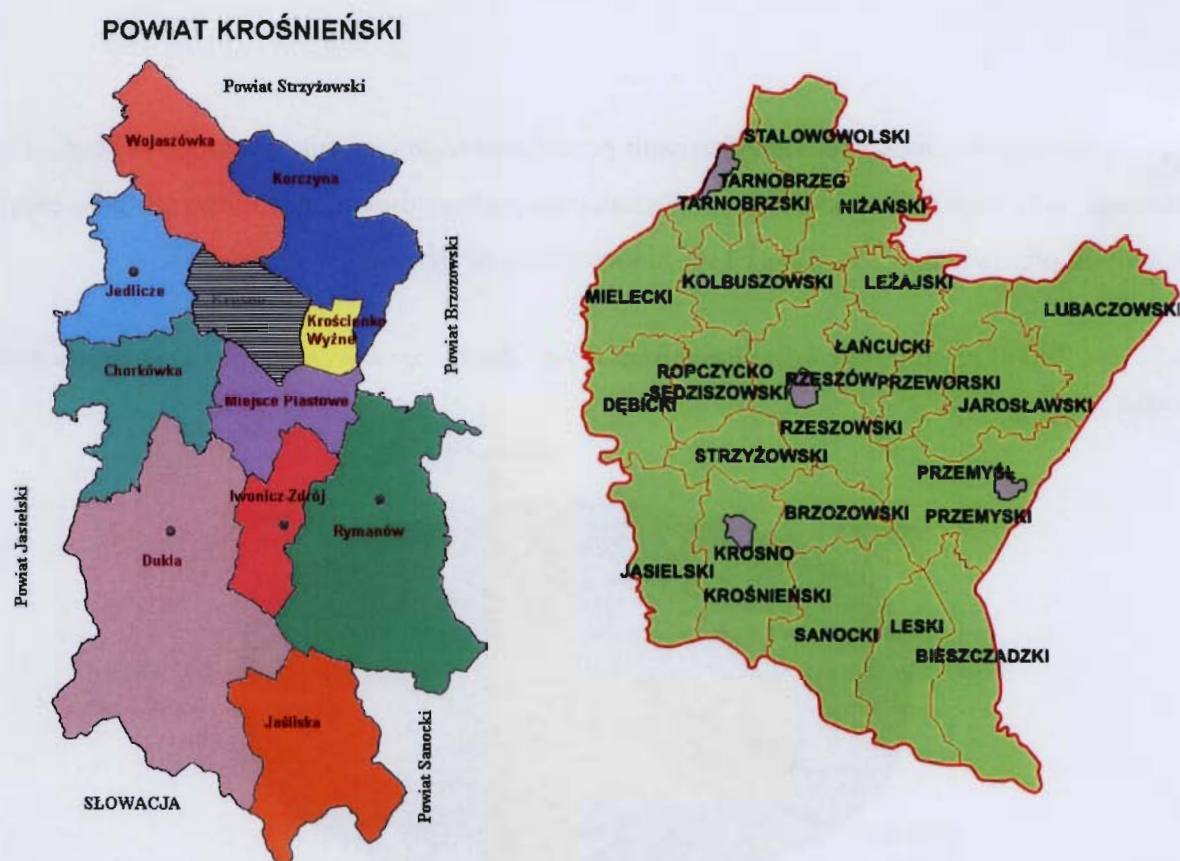 POWIAT KROŚNIEŃSKI
Powiat Strzyżowski
Wojaszówka
Korczyna
Jedlicze
Krosno
Krościenko
Wyżne
Powiat Brzozowski
Chorkówka
Miejsce Piastowe
Iwonicz-Zdrój
Rymanów
Powiat Jasielski
Dukla
Jaśliska
Powiat Sanocki
SŁOWACJA
STALOWOWOLSKI
TARNOBRZEG
TARNOBRZSKI
NIŻAŃSKI
KOLBUSZOWSKI
LEŻAJSKI
MIELECKI
LUBACZOWSKI
ŁAŃCUCKI
ROPCZYCKO
SĘDZISZOWSKI
RZESZÓW
PRZEWORSKI
DĘBICKI
JAROSŁAWSKI
RZESZOWSKI
STRZYŻOWSKI
PRZEMYŚL
BRZOZOWSKI
PRZEMYSKI
KROSNO
JASIELSKI
KROŚNIEŃSKI
SANOCKI
LESKI
BIESZCZADZKI